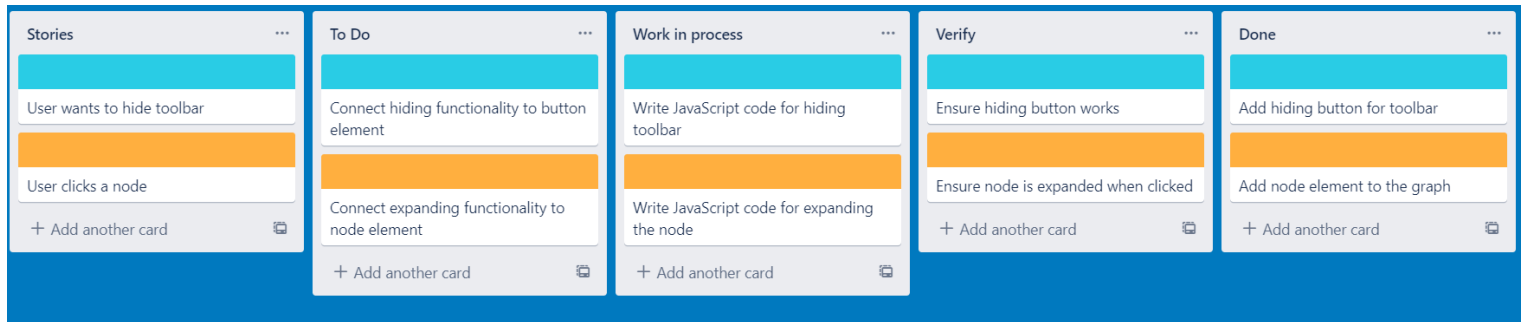 Stories ...
User wants to hide toolbar
User clicks a node
+ Add another card
To Do ...
Connect hiding functionality to button
element
Connect expanding functionality to
node element
+ Add another card
Work in process ...
Write JavaScript code for hiding
toolbar
Write JavaScript code for expanding
the node
+ Add another card
Verify ...
Ensure hiding button works
Ensure node is expanded when clicked
+ Add another card
Done ...
Add hiding button for toolbar
Add node element to the graph
+ Add another card